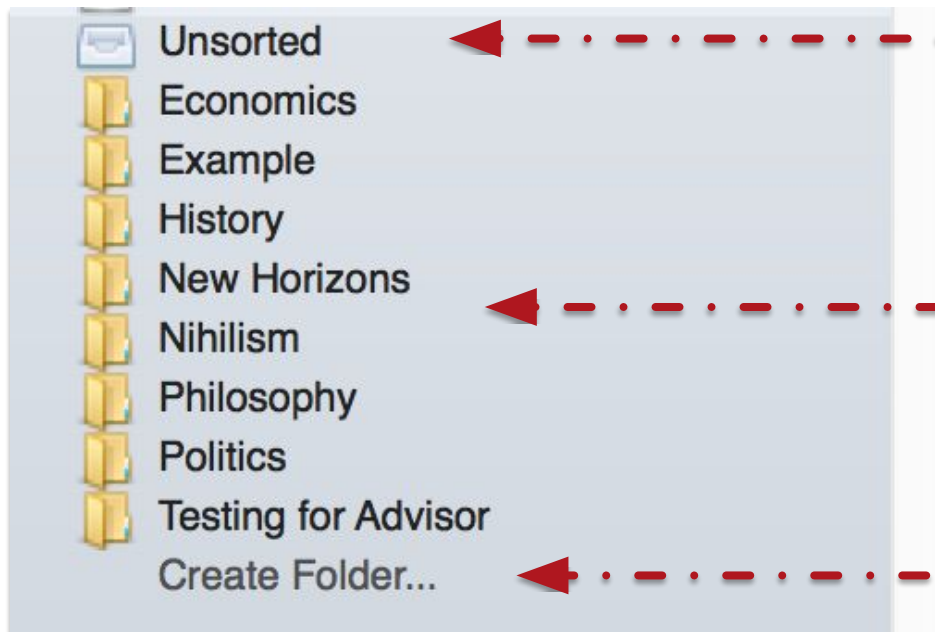 Unsorted
Economics
Example
History
New Horizons
Nihilism
Philosophy
Politics
Testing for Advisor
Create Folder...